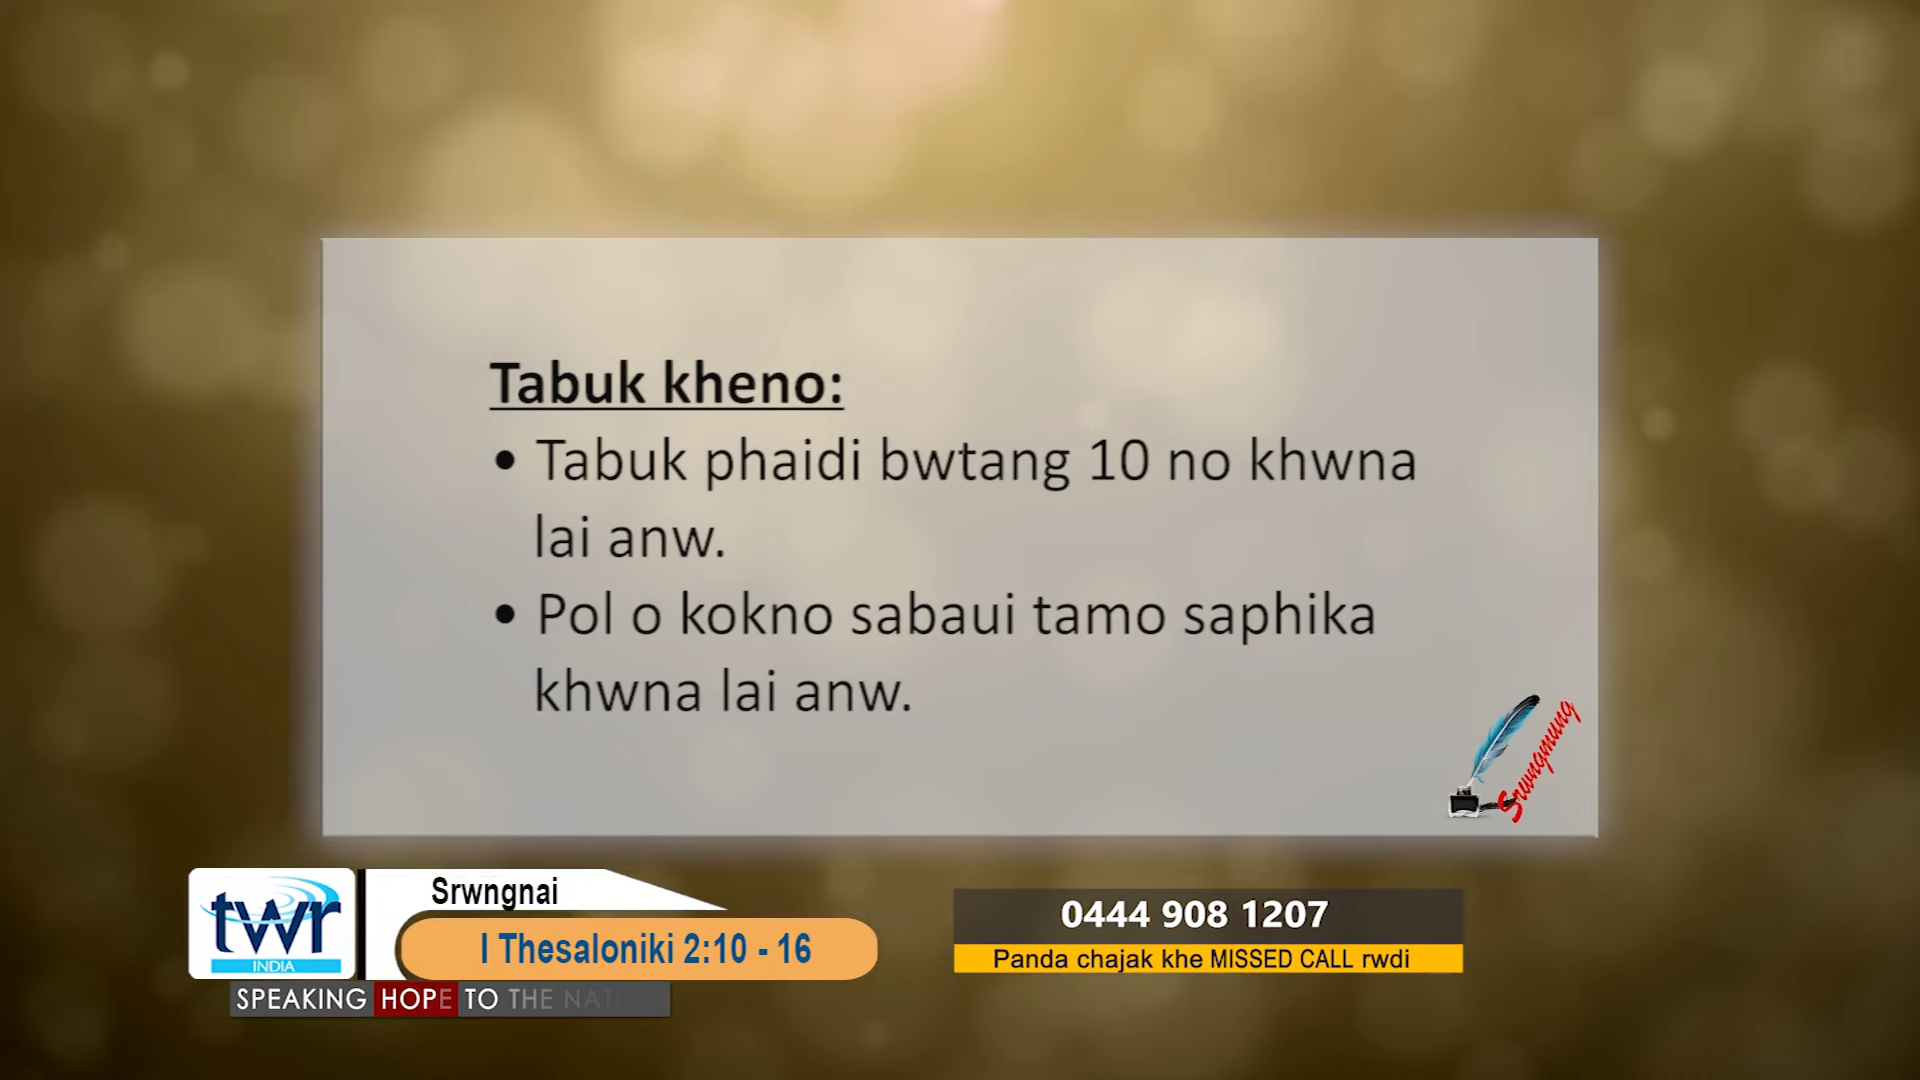 Tabuk kheno:
• Tabuk phaidi bwtang 10 no khwna
lai anw.
• Pol o kokno sabaui tamo saphika
khwna lai anw.
Srwngmung
twr
INDIA
Srwngnai
I Thesaloniki 2:10 - 16
SPEAKING HOPE TO THE NATI
0444 908 1207
Panda chajak khe MISSED CALL rwdi